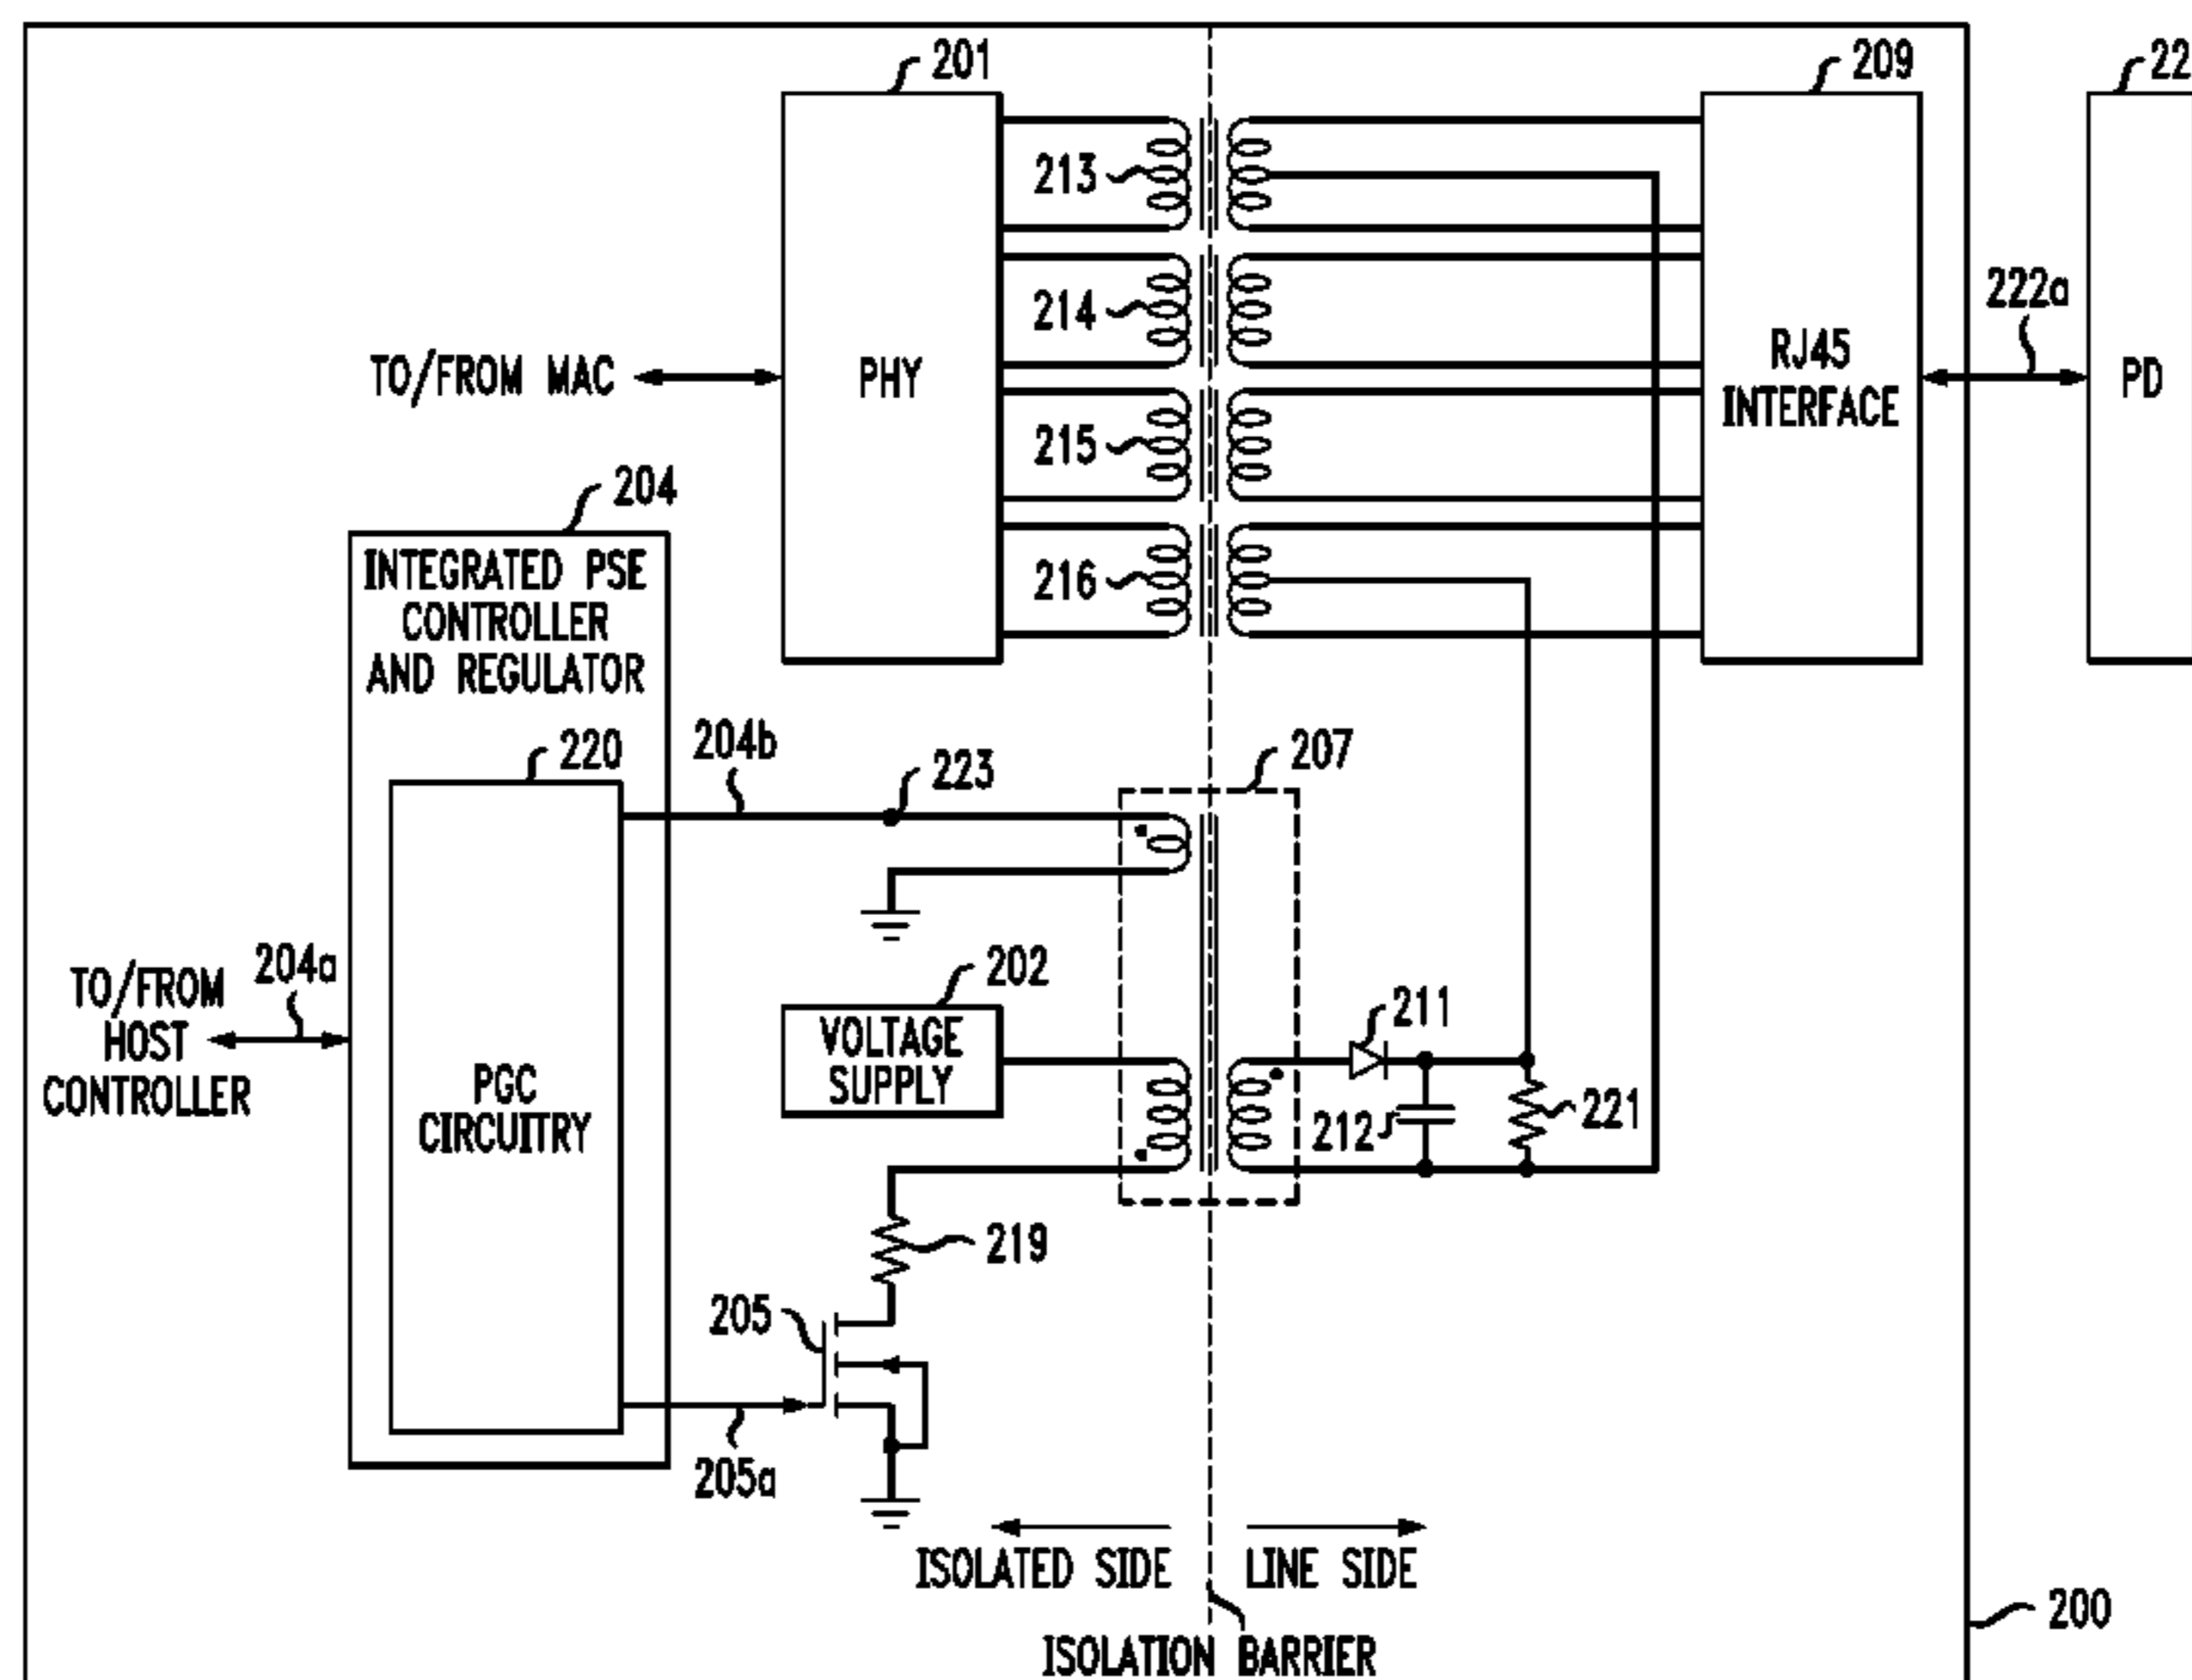 201
209
22
213
214
222a
TO/FROM MAC
PHY
RJ45
INTERFACE
PD
215
204
216
INTEGRATED PSE
CONTROLLER
AND REGULATOR
220
204b
223
207
204a
TO/FROM
HOST
CONTROLLER
202
VOLTAGE
SUPPLY
211
PGC
CIRCUITRY
212
221
219
205
205a
ISOLATED SIDE
LINE SIDE
200
ISOLATION BARRIER